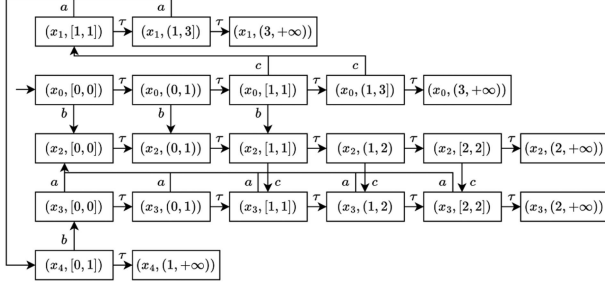 a a
(x₁, [1, 1]) τ (x₁, (1, 3]) τ (x₁, (3, +∞))
c c
(x₀, [0, 0]) τ (x₀, (0, 1)) τ (x₀, [1, 1]) τ (x₀, (1, 3]) τ (x₀, (3, +∞))
b b b
(x₂, [0, 0]) τ (x₂, (0, 1)) τ (x₂, [1, 1]) τ (x₂, (1, 2) τ (x₂, [2, 2]) τ (x₂, (2, +∞))
a a a c a c a c
(x₃, [0, 0]) τ (x₃, (0, 1)) τ (x₃, [1, 1]) τ (x₃, (1, 2) τ (x₃, [2, 2]) τ (x₃, (2, +∞))
b
(x₄, [0, 1]) τ (x₄, (1, +∞))